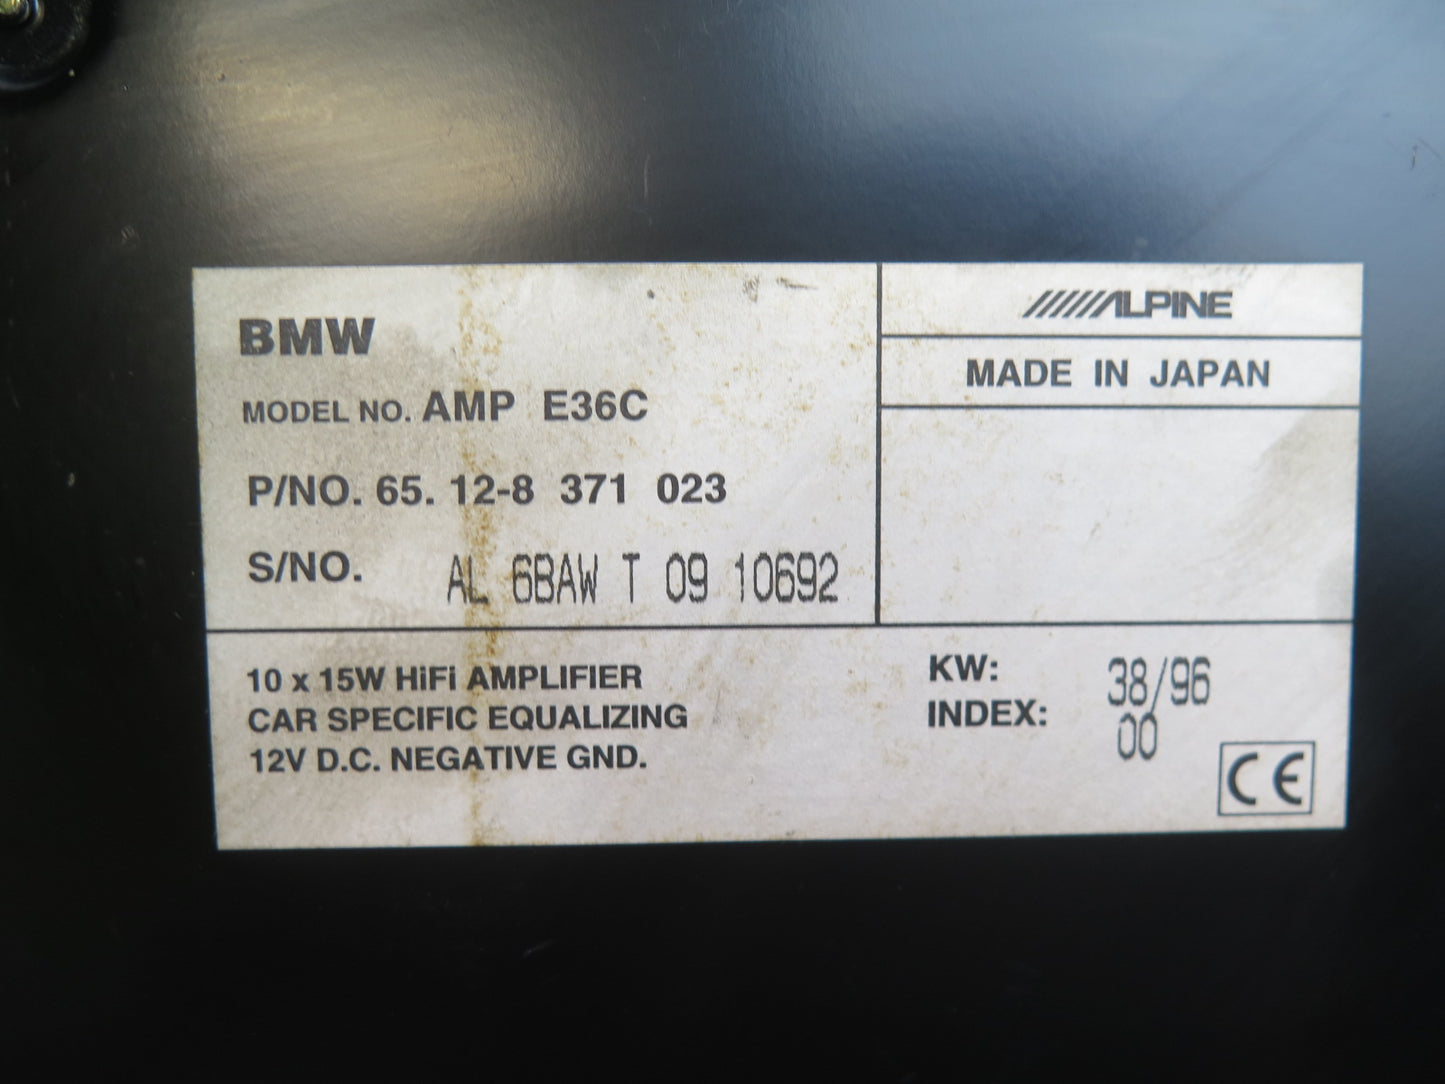 BMW
MODEL NO. AMP E36C
P/NO. 65. 12-8 371 023
S/NO. AL 6BAW T 09 10692
ALPINE
MADE IN JAPAN
10 x 15W HiFi AMPLIFIER
CAR SPECIFIC EQUALIZING
12V D.C. NEGATIVE GND.
KW: 38/96
INDEX: 00
CE